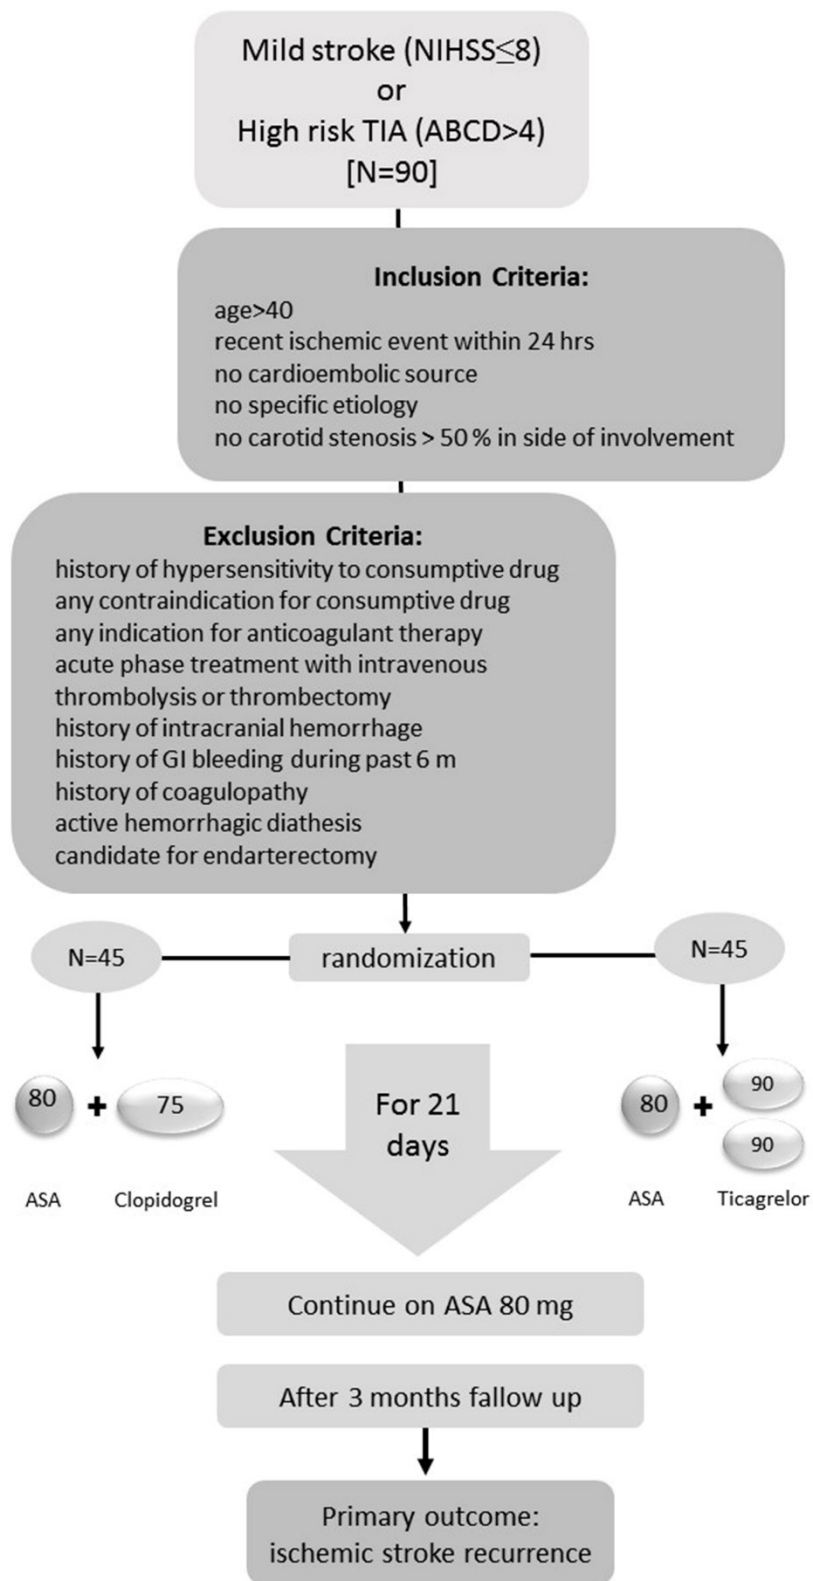 Mild stroke (NIHSS≤8)
or
High risk TIA (ABCD>4)
[N=90]
Inclusion Criteria:
age>40
recent ischemic event within 24 hrs
no cardioembolic source
no specific etiology
no carotid stenosis > 50 % in side of involvement
Exclusion Criteria:
history of hypersensitivity to consumptive drug
any contraindication for consumptive drug
any indication for anticoagulant therapy
acute phase treatment with intravenous
thrombolysis or thrombectomy
history of intracranial hemorrhage
history of GI bleeding during past 6 m
history of coagulopathy
active hemorrhagic diathesis
candidate for endarterectomy
N=45
randomization
N=45
80 + 75
ASA Clopidogrel
For 21
days
80 + 90
90
ASA Ticagrelor
Continue on ASA 80 mg
After 3 months fallow up
Primary outcome:
ischemic stroke recurrence